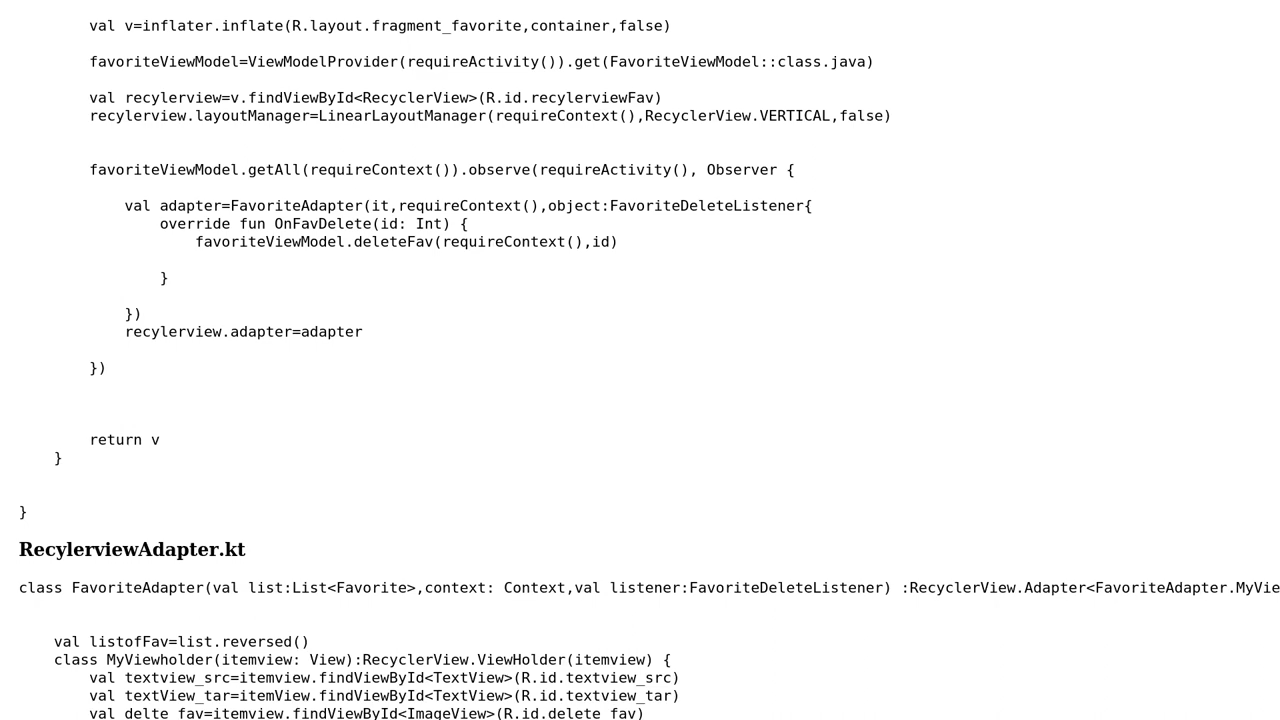 val v=inflater.inflate(R.layout.fragment_favorite,container,false)
favoriteViewModel=ViewModelProvider(requireActivity()).get(FavoriteViewModel::class.java)
val recylerview=v.findViewById<RecyclerView>(R.id.recylerviewFav)
recylerview.layoutManager=LinearLayoutManager(requireContext(),RecyclerView.VERTICAL,false)
favoriteViewModel.getAll(requireContext()).observe(requireActivity(), Observer {
val adapter=FavoriteAdapter(it,requireContext(),object:FavoriteDeleteListener{
override fun OnFavDelete(id: Int) {
favoriteViewModel.deleteFav(requireContext(),id)
}
})
recylerview.adapter=adapter
})
return v
}
}
RecylerviewAdapter.kt
class FavoriteAdapter(val list:List<Favorite>,context: Context,val listener:FavoriteDeleteListener) :RecyclerView.Adapter<FavoriteAdapter.MyVie
val listofFav=list.reversed()
class MyViewholder(itemview: View):RecyclerView.ViewHolder(itemview) {
val textview_src=itemview.findViewById<TextView>(R.id.textview_src)
val textView_tar=itemView.findViewById<TextView>(R.id.textview_tar)
val delte_fav=itemview.findViewById<ImageView>(R.id.delete_fav)